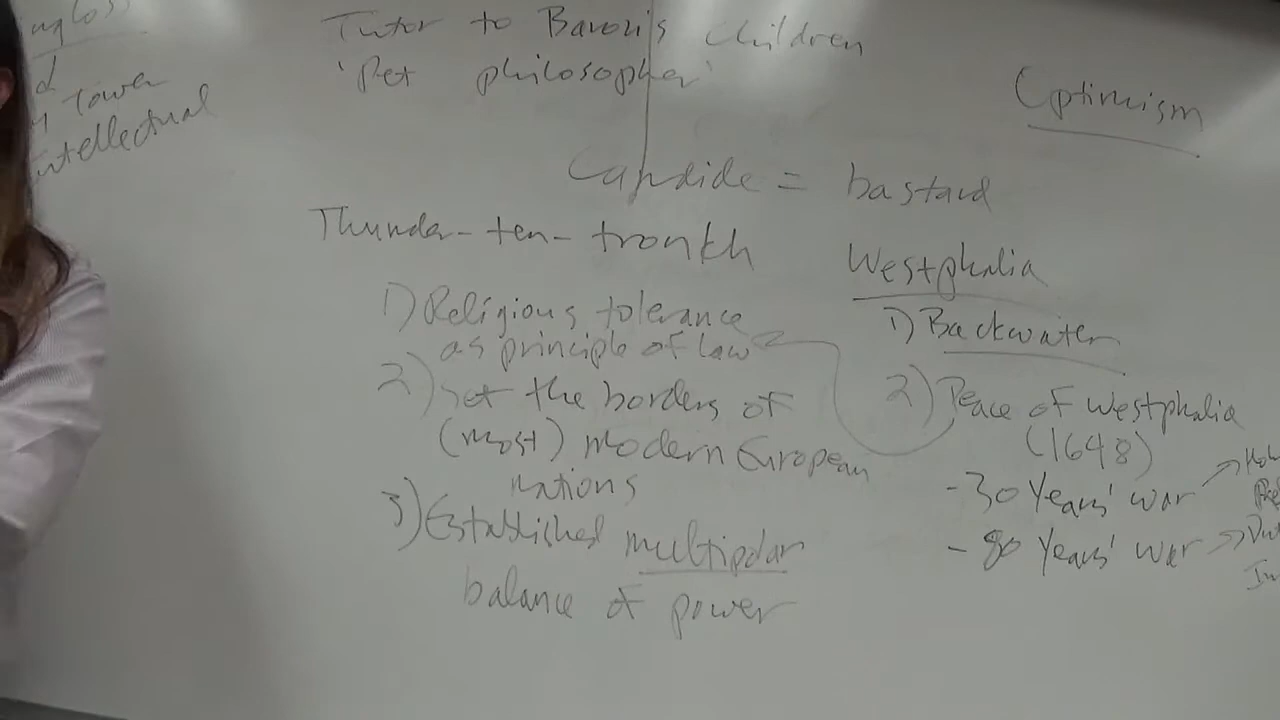 Tutor to Baron's children
'Pet philosopher'
Tower
intellectual
Optimism
Candide = bastard
Thunder-ten-tronkh
1) Religious tolerance
as principle of law
2) Set the borders of
(most) modern European
nations
3) Established multipolar
balance of power
Westphalia
1) Backwater
2) Peace of Westphalia
(1648)
- 30 Years' war
- 80 Years' war